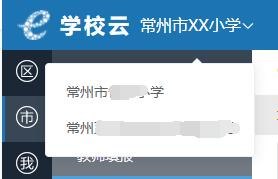 学校云 常州市XX小学
区
常州市 小学
市
常州
我
教师填报